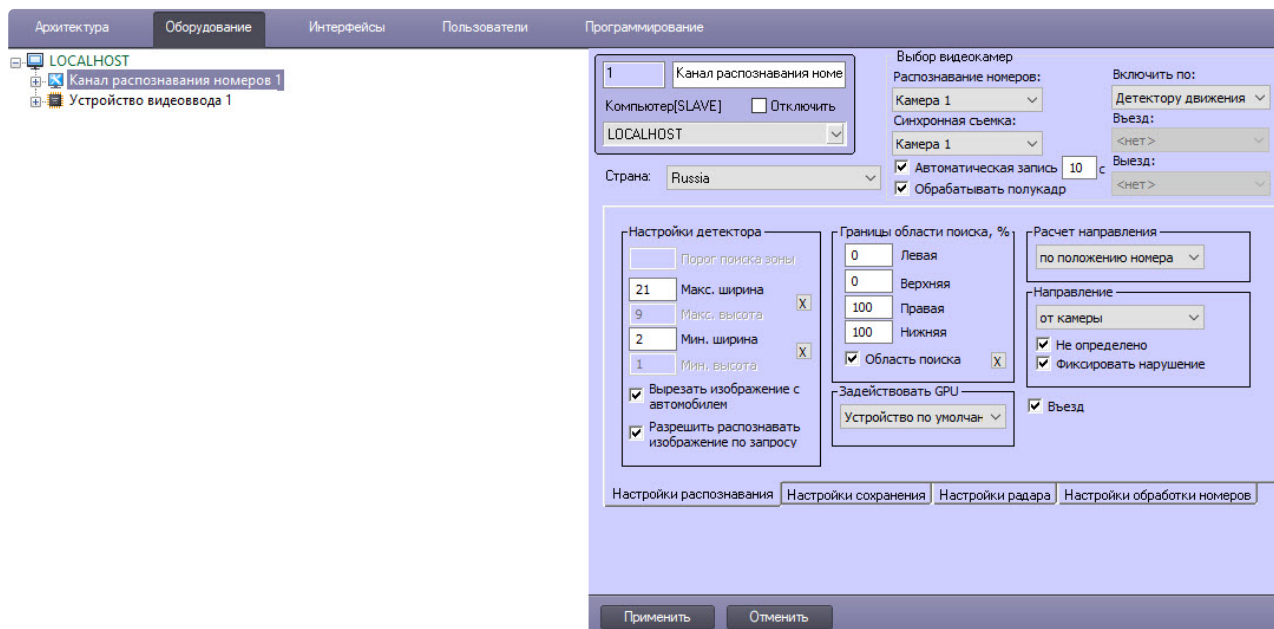 Архитектура Оборудование Интерфейсы Пользователи Программирование
LOCALHOST
Канал распознавания номеров 1
Устройство видеоввода 1
1 Канал распознавания номе
Компьютер[SLAVE] Отключить
LOCALHOST
Страна: Russia
Выбор видеокамер
Распознавание номеров:
Камера 1
Синхронная съемка:
Камера 1
Автоматическая запись 10 с
Обрабатывать полукадр
Включить по:
Детектору движения
Въезд:
<нет>
Выезд:
<нет>
Настройки детектора
Порог поиска зоны
21 Макс. ширина
X
9 Макс. высота
2 Мин. ширина
X
1 Мин. высота
Вырезать изображение с
автомобилем
Разрешить распознавать
изображение по запросу
Границы области поиска, %
0 Левая
0 Верхняя
100 Правая
100 Нижняя
Область поиска X
Задействовать GPU
Устройство по умолчан
Расчет направления
по положению номера
Направление
от камеры
Не определено
Фиксировать нарушение
Въезд
Настройки распознавания Настройки сохранения Настройки радара Настройки обработки номеров
Применить Отменить